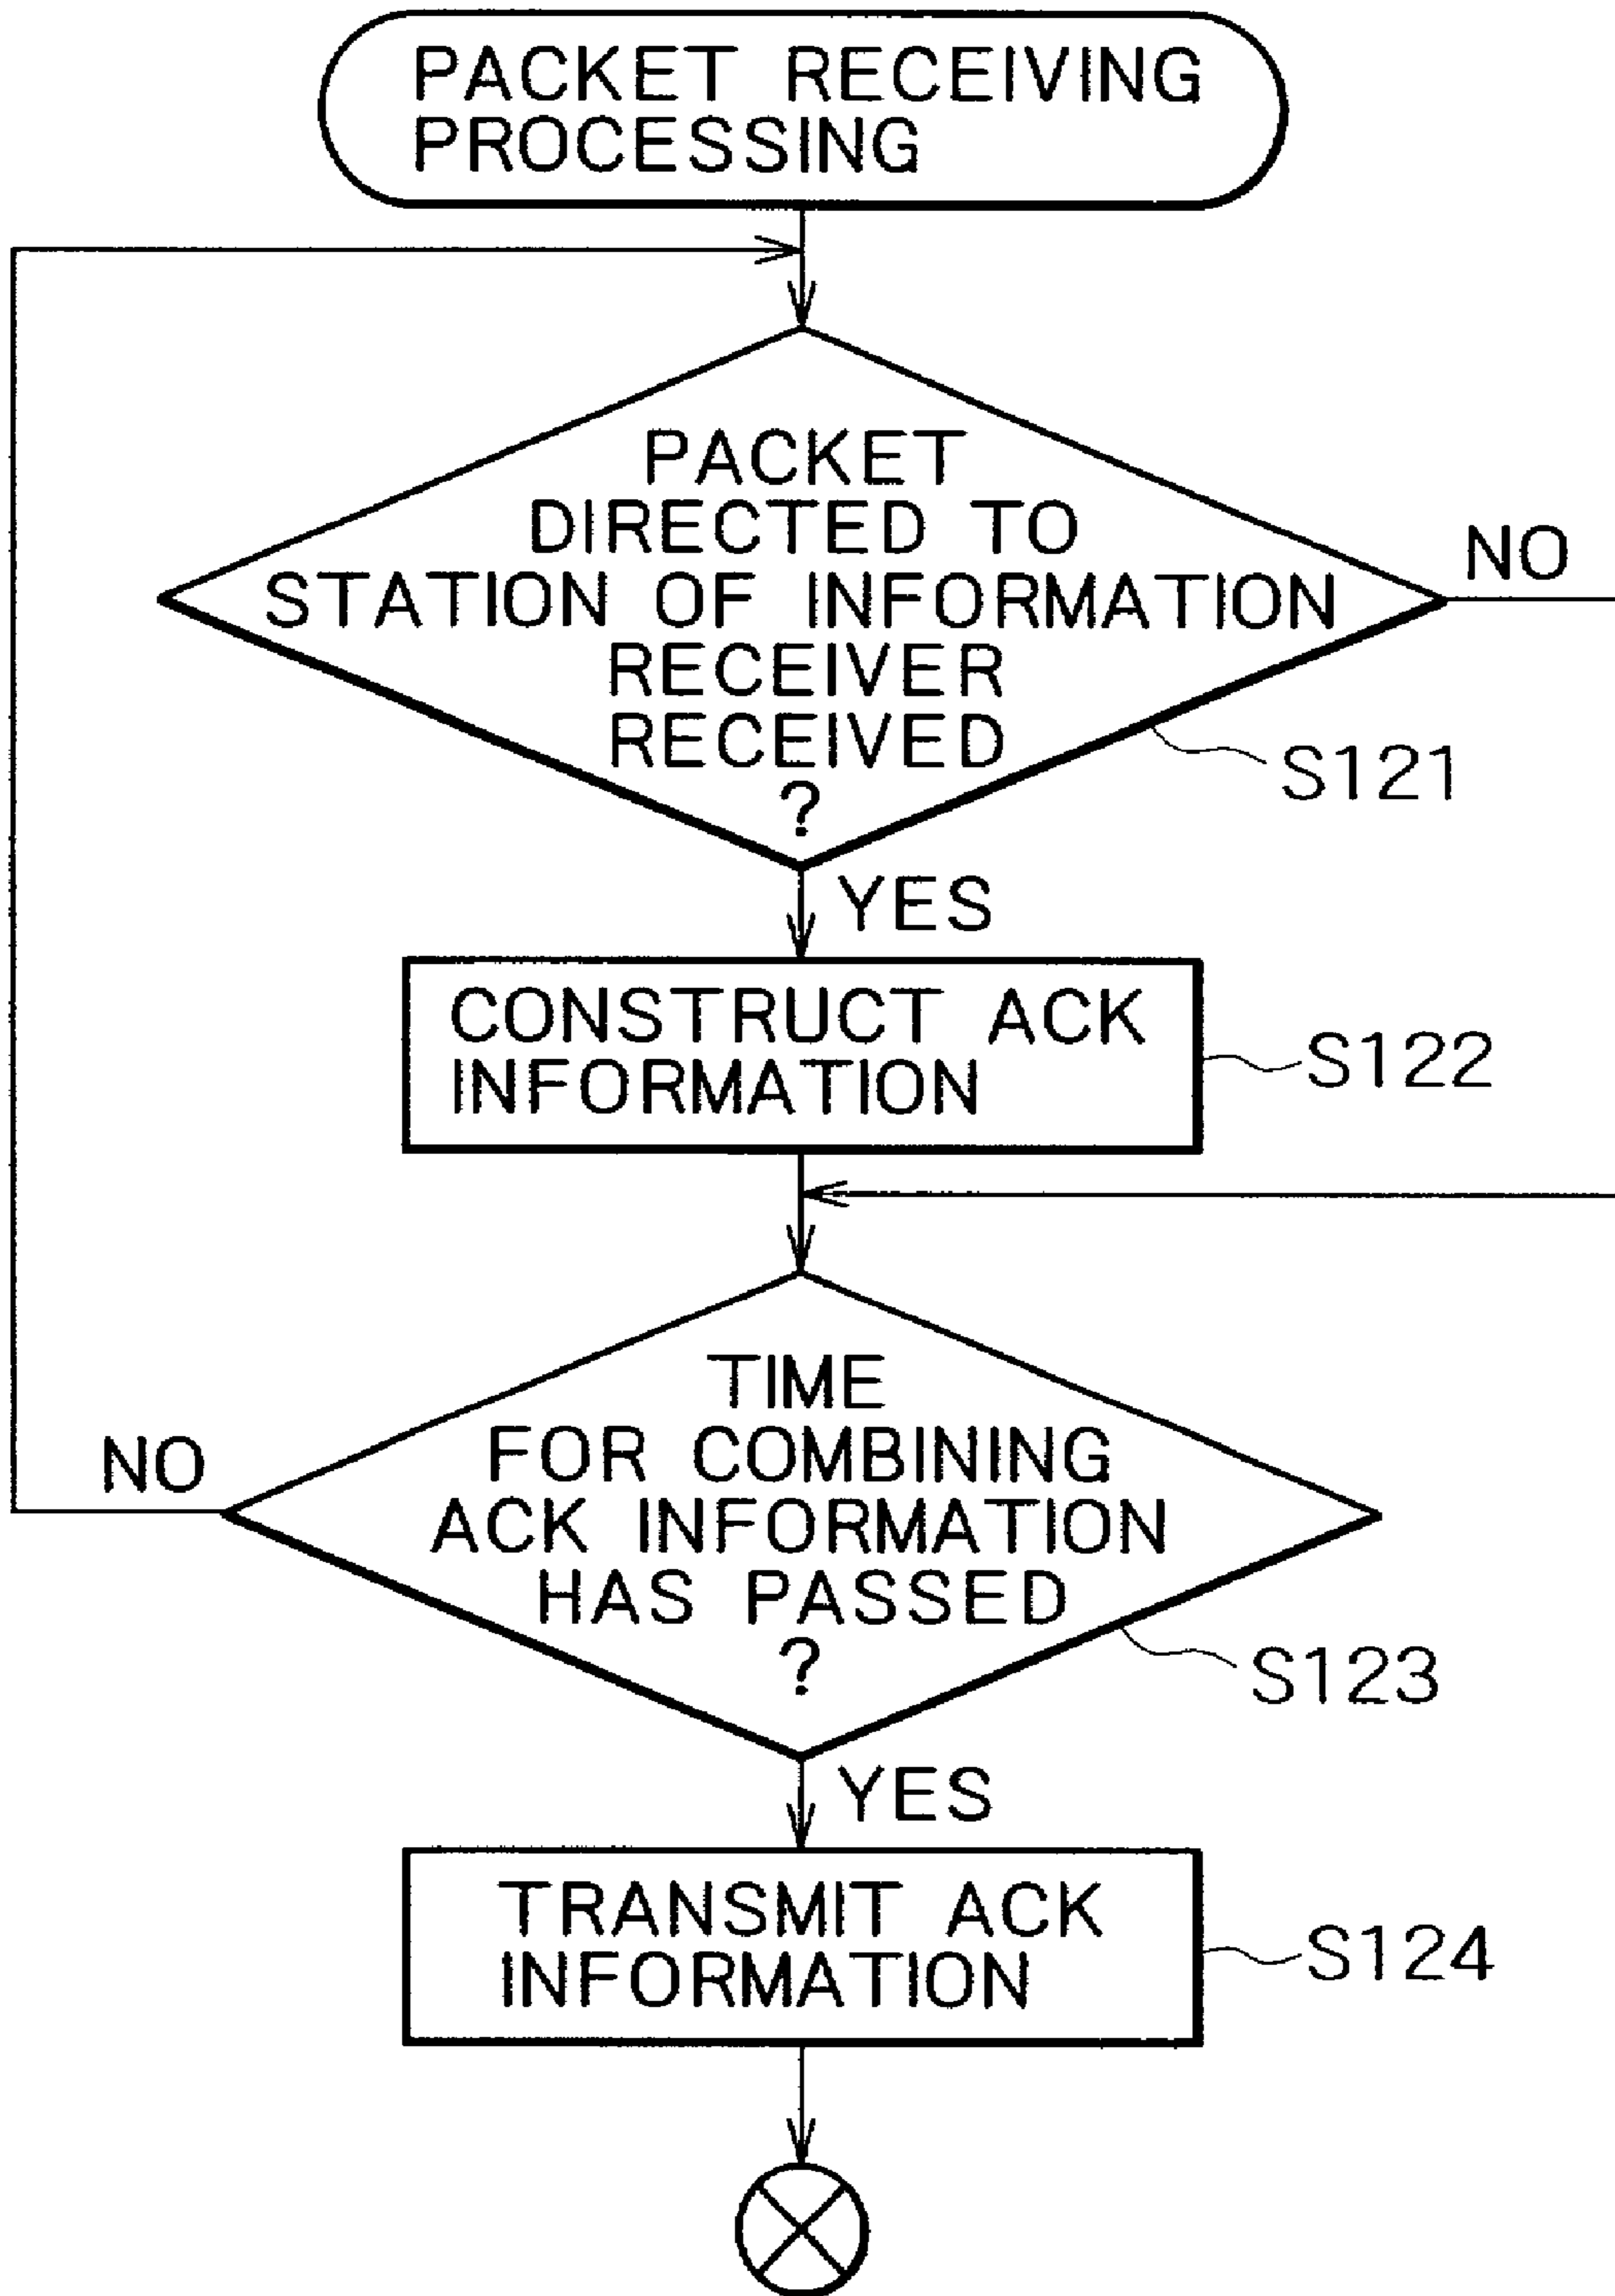 PACKET RECEIVING
PROCESSING
PACKET
DIRECTED TO
STATION OF INFORMATION
RECEIVER
RECEIVED
?
NO
S121
YES
CONSTRUCT ACK
INFORMATION
S122
TIME
FOR COMBINING
ACK INFORMATION
HAS PASSED
?
NO
S123
YES
TRANSMIT ACK
INFORMATION
S124